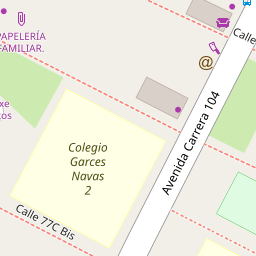 Calle
PAPELERÍA
FAMILIAR.
Colegio
Garces
Navas
2
Avenida Carrera 104
Calle 77C Bis